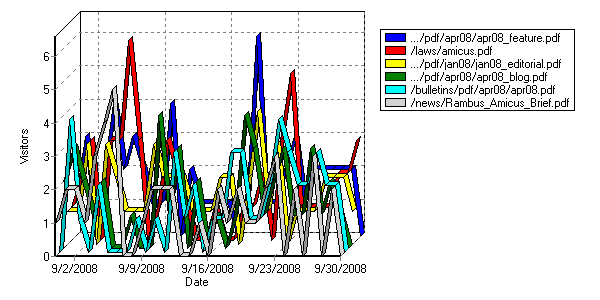 .../pdf/apr08/apr08_feature.pdf
/laws/amicus.pdf
.../pdf/jan08/jan08_editorial.pdf
.../pdf/apr08/apr08_blog.pdf
/bulletins/pdf/apr08/apr08.pdf
/news/Rambus_Amicus_Brief.pdf
Visitors
6
5
4
3
2
1
0
9/2/2008 9/9/2008 9/16/2008 9/23/2008 9/30/2008
Date